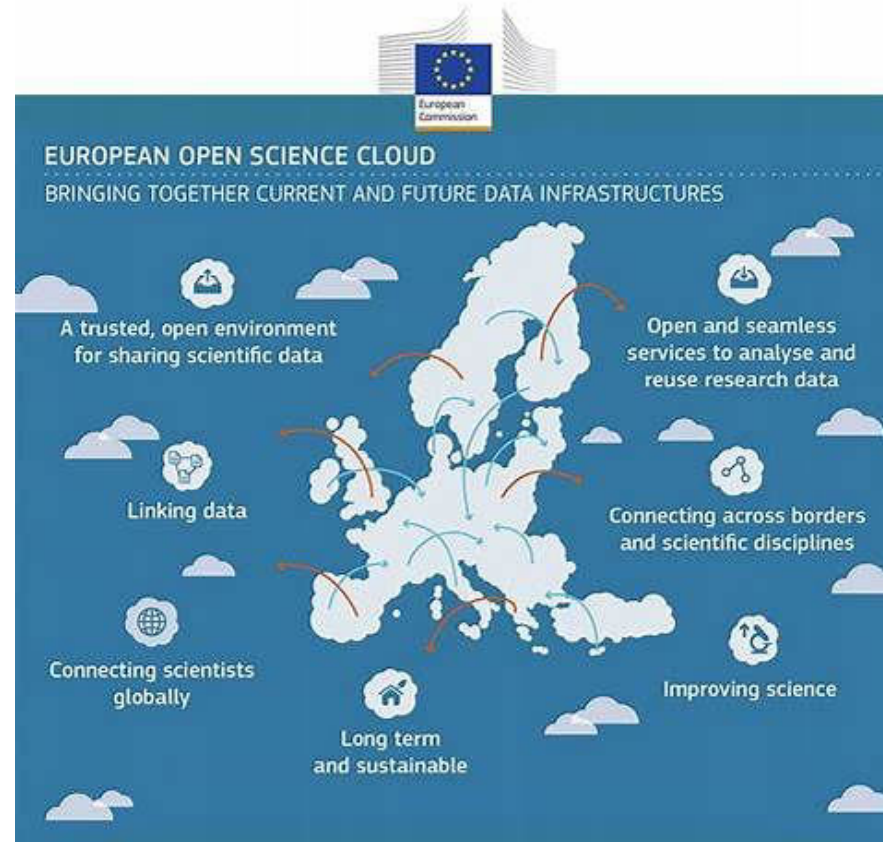 European
Commission
EUROPEAN OPEN SCIENCE CLOUD
BRINGING TOGETHER CURRENT AND FUTURE DATA INFRASTRUCTURES
A trusted, open environment
for sharing scientific data
Open and seamless
services to analyse and
reuse research data
Linking data
Connecting across borders
and scientific disciplines
Connecting scientists
globally
Improving science
Long term
and sustainable